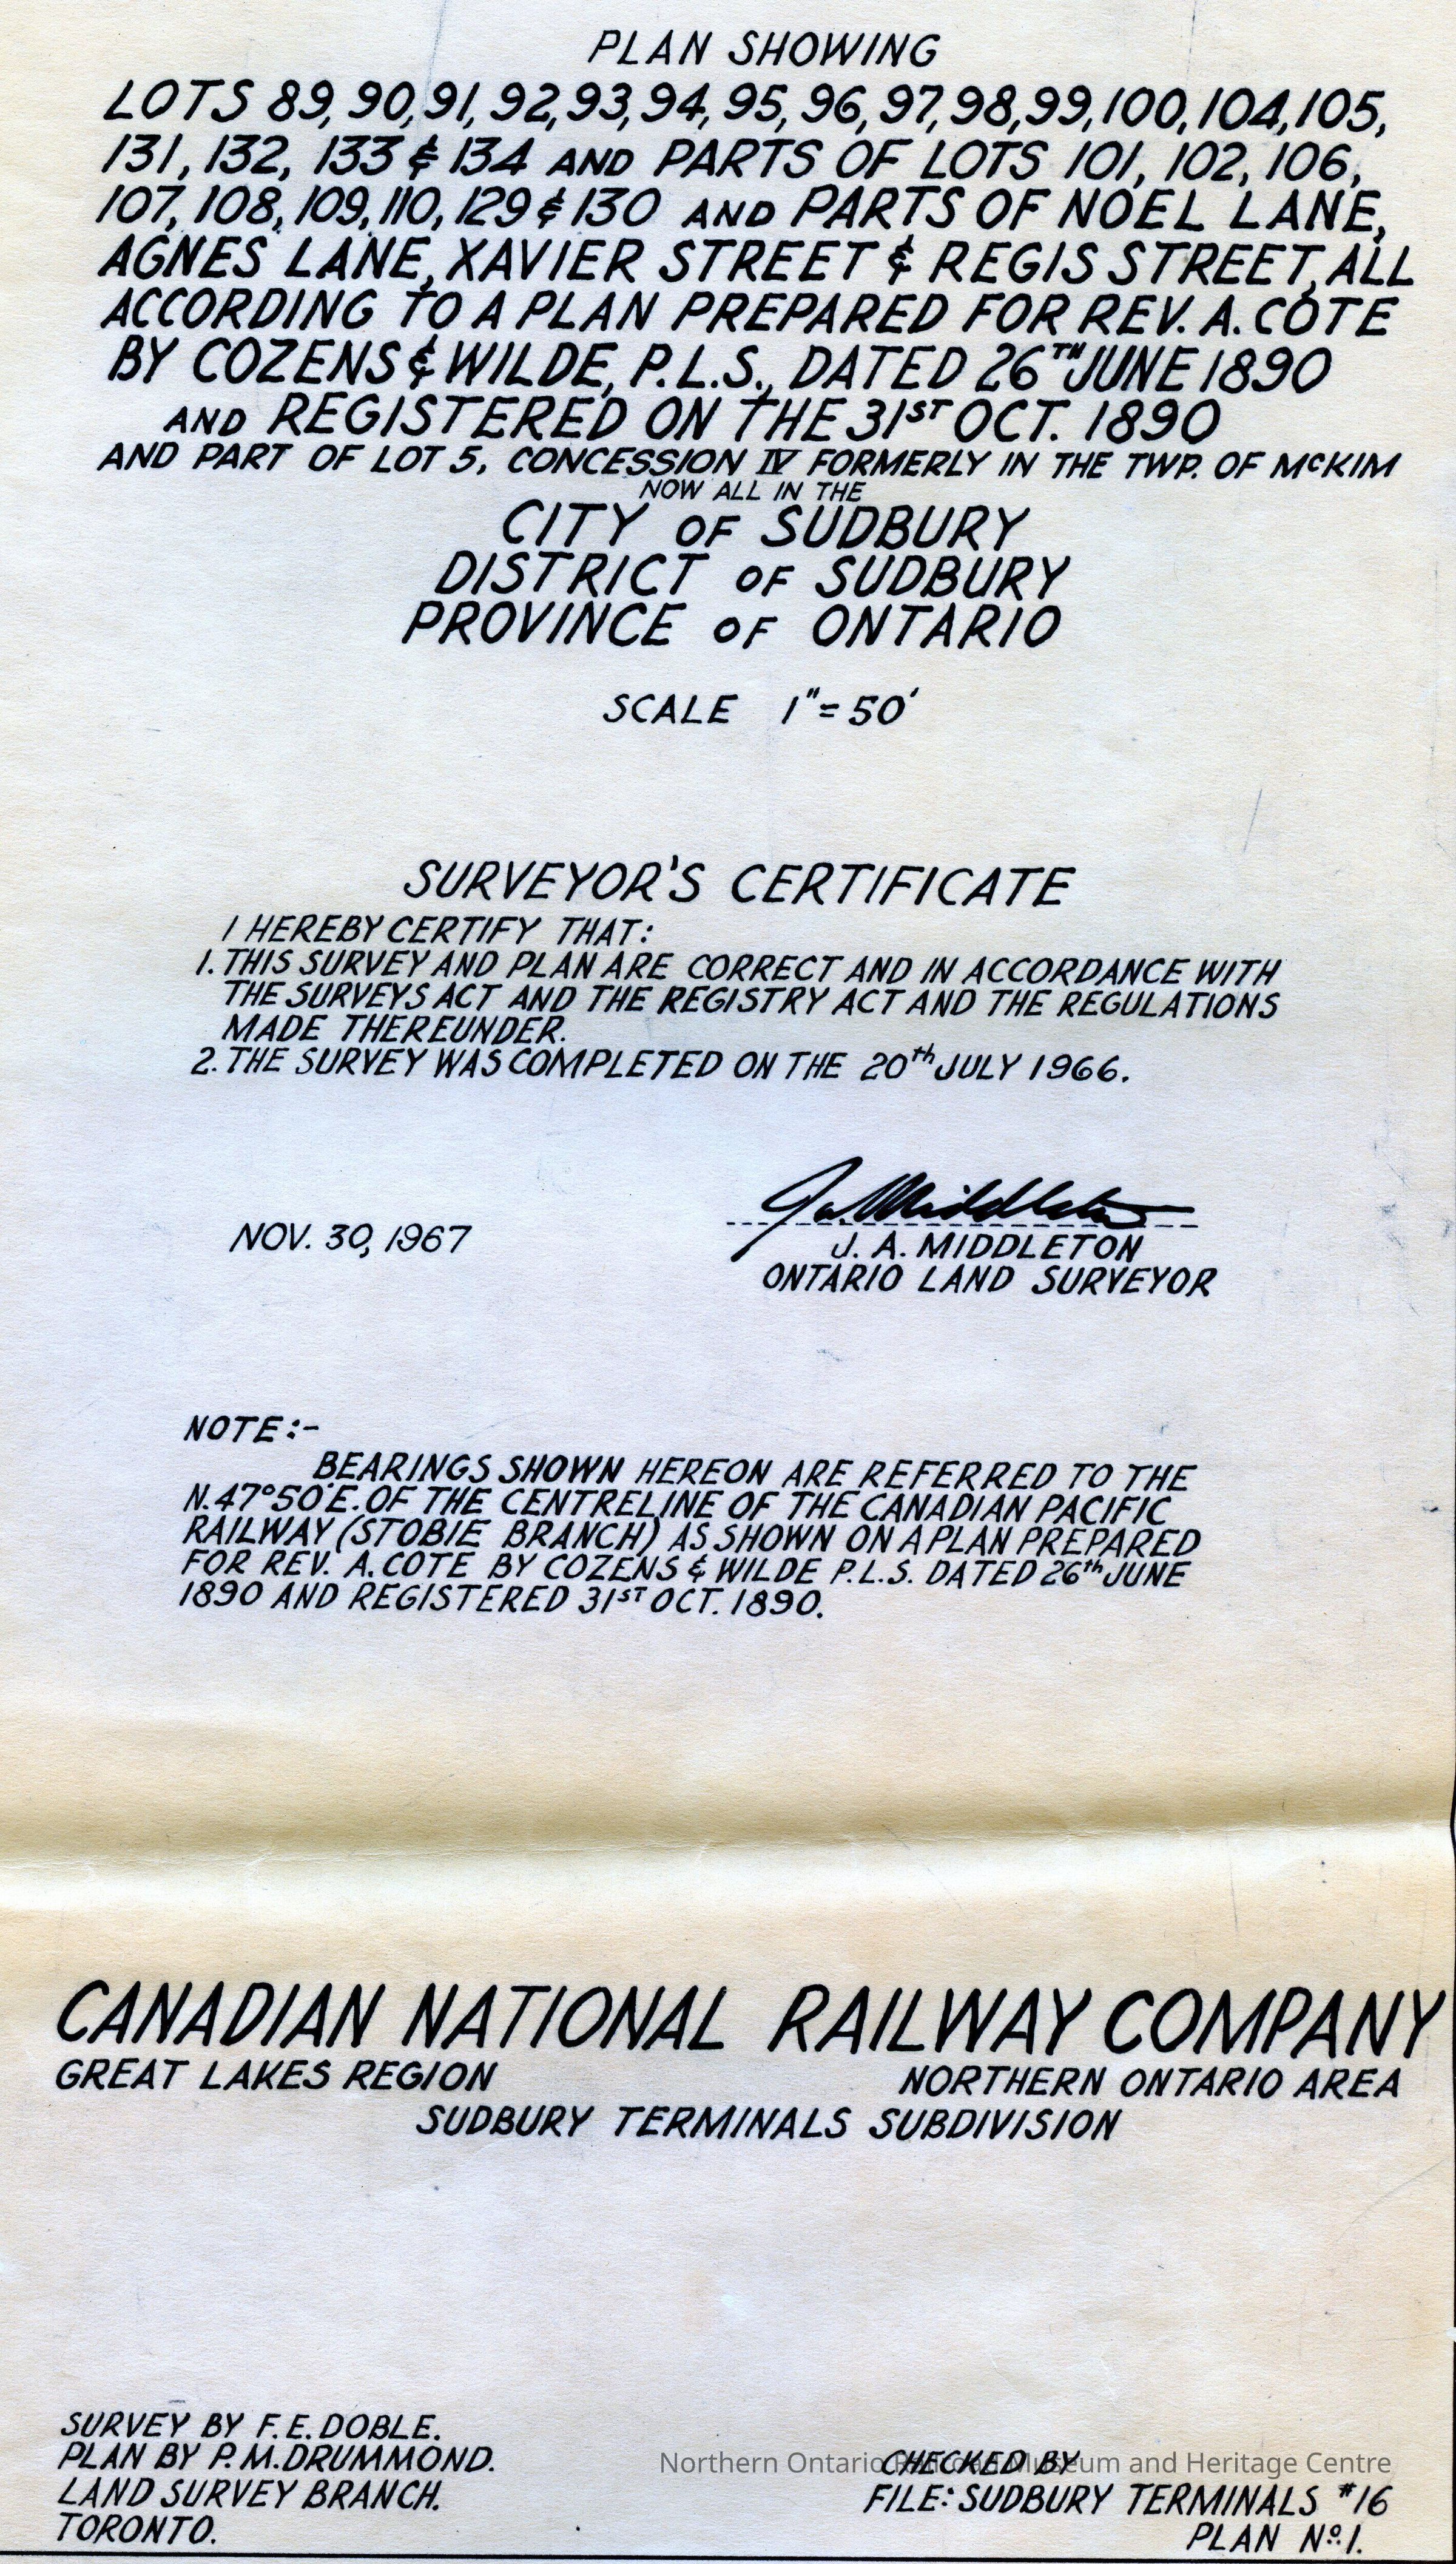 PLAN SHOWING
LOTS 89, 90, 91, 92, 93, 94, 95, 96, 97, 98, 99, 100, 104, 105,
131, 132, 133 & 134 AND PARTS OF LOTS 101, 102, 106,
107, 108, 109, 110, 129 & 130 AND PARTS OF NOEL LANE,
AGNES LANE, XAVIER STREET & REGIS STREET, ALL
ACCORDING TO A PLAN PREPARED FOR REV. A. COTE
BY COZENS & WILDE, P.L.S., DATED 26TH JUNE 1890
AND REGISTERED ON THE 31ST OCT. 1890
AND PART OF LOT 5, CONCESSION IV FORMERLY IN THE TWP. OF McKIM
NOW ALL IN THE
CITY OF SUDBURY
DISTRICT OF SUDBURY
PROVINCE OF ONTARIO
SCALE 1" = 50'
SURVEYOR'S CERTIFICATE
I HEREBY CERTIFY THAT:
1. THIS SURVEY AND PLAN ARE CORRECT AND IN ACCORDANCE WITH
THE SURVEYS ACT AND THE REGISTRY ACT AND THE REGULATIONS
MADE THEREUNDER.
2. THE SURVEY WAS COMPLETED ON THE 20th JULY 1966.
J. A. Middleton
NOV. 30, 1967
J. A. MIDDLETON
ONTARIO LAND SURVEYOR
NOTE:-
BEARINGS SHOWN HEREON ARE REFERRED TO THE
N. 47°50'E. OF THE CENTRELINE OF THE CANADIAN PACIFIC
RAILWAY (STOBIE BRANCH) AS SHOWN ON A PLAN PREPARED
FOR REV. A. COTE BY COZENS & WILDE P.L.S. DATED 26th JUNE
1890 AND REGISTERED 31ST OCT. 1890.
CANADIAN NATIONAL RAILWAY COMPANY
GREAT LAKES REGION NORTHERN ONTARIO AREA
SUDBURY TERMINALS SUBDIVISION
SURVEY BY F. E. DOBLE.
PLAN BY P. M. DRUMMOND.
LAND SURVEY BRANCH.
TORONTO.
Northern Ontario Railroad Museum and Heritage Centre
CHECKED BY
FILE: SUDBURY TERMINALS #16
PLAN No. 1.